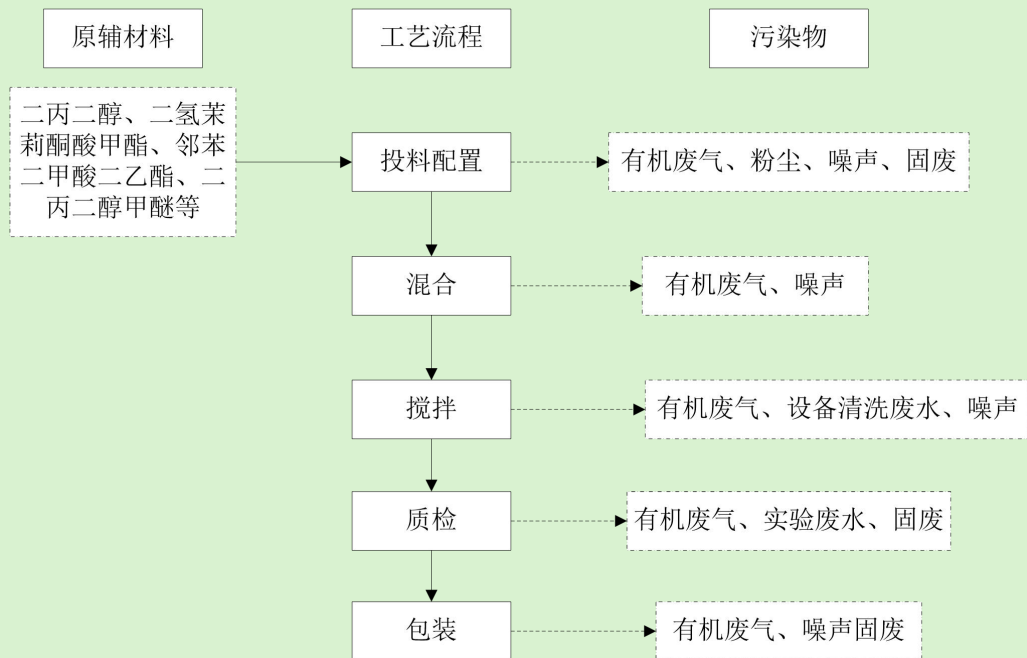 原辅材料
工艺流程
污染物
二丙二醇、二氢茉
莉酮酸甲酯、邻苯
二甲酸二乙酯、二
丙二醇甲醚等
投料配置
有机废气、粉尘、噪声、固废
混合
有机废气、噪声
搅拌
有机废气、设备清洗废水、噪声
质检
有机废气、实验废水、固废
包装
有机废气、噪声固废